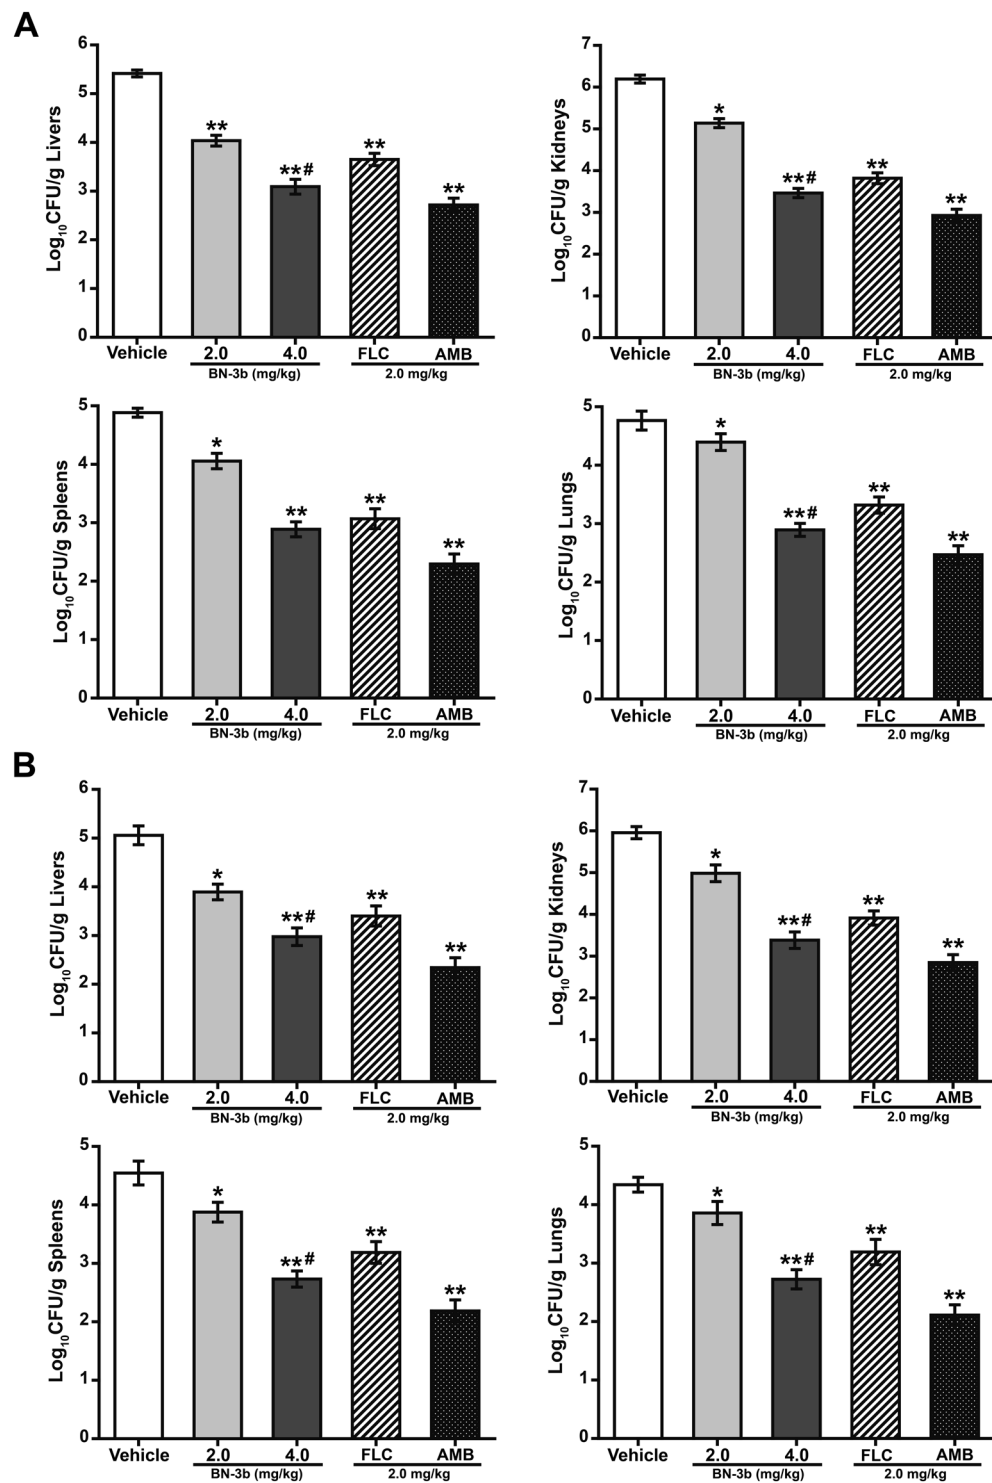 A
Log10CFU/g Livers
6
5
4
3
2
1
0
** **# ** **
Vehicle 2.0 4.0 FLC AMB
BN-3b (mg/kg) 2.0 mg/kg
Log10CFU/g Kidneys
7
6
5
4
3
2
1
0
* **# ** **
Vehicle 2.0 4.0 FLC AMB
BN-3b (mg/kg) 2.0 mg/kg
Log10CFU/g Spleens
5
4
3
2
1
0
* ** ** **
Vehicle 2.0 4.0 FLC AMB
BN-3b (mg/kg) 2.0 mg/kg
Log10CFU/g Lungs
5
4
3
2
1
0
* **# ** **
Vehicle 2.0 4.0 FLC AMB
BN-3b (mg/kg) 2.0 mg/kg
B
Log10CFU/g Livers
6
5
4
3
2
1
0
* **# ** **
Vehicle 2.0 4.0 FLC AMB
BN-3b (mg/kg) 2.0 mg/kg
Log10CFU/g Kidneys
7
6
5
4
3
2
1
0
* **# ** **
Vehicle 2.0 4.0 FLC AMB
BN-3b (mg/kg) 2.0 mg/kg
Log10CFU/g Spleens
5
4
3
2
1
0
* **# ** **
Vehicle 2.0 4.0 FLC AMB
BN-3b (mg/kg) 2.0 mg/kg
Log10CFU/g Lungs
5
4
3
2
1
0
* **# ** **
Vehicle 2.0 4.0 FLC AMB
BN-3b (mg/kg) 2.0 mg/kg